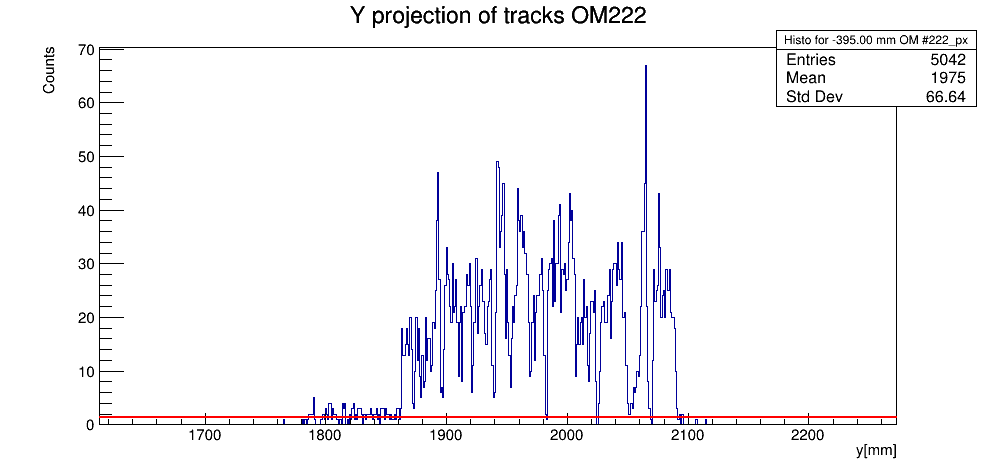 Y projection of tracks OM222
Histo for -395.00 mm OM #222_px
Entries 5042
Mean 1975
Std Dev 66.64
Counts
70
60
50
40
30
20
10
0
1700 1800 1900 2000 2100 2200
y[mm]